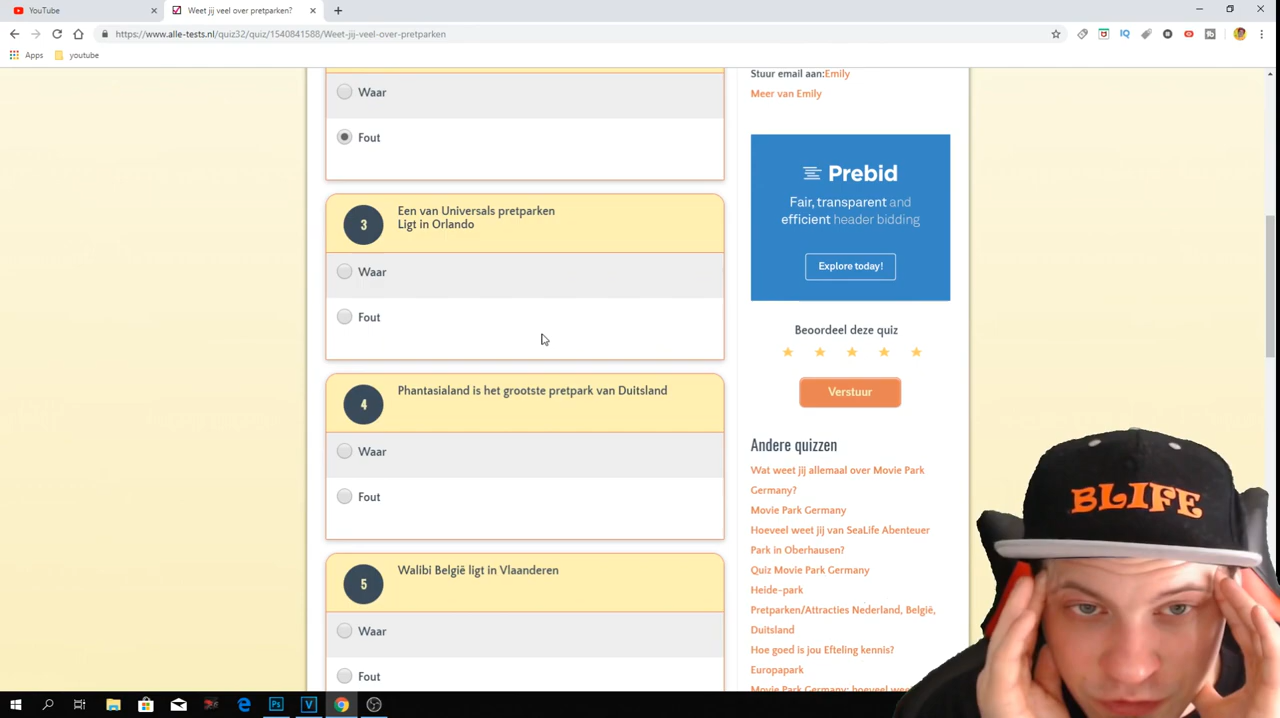 YouTube
Weet jij veel over pretparken?
https://www.alle-tests.nl/quiz32/quiz/1540841588/Weet-jij-veel-over-pretparken
Apps
youtube
Waar
Fout
3
Een van Universals pretparken
Ligt in Orlando
Waar
Fout
4
Phantasialand is het grootste pretpark van Duitsland
Waar
Fout
5
Walibi België ligt in Vlaanderen
Waar
Fout
Stuur email aan:Emily
Meer van Emily
Prebid
Fair, transparent and
efficient header bidding
Explore today!
Beoordeel deze quiz
Verstuur
Andere quizzen
Wat weet jij allemaal over Movie Park
Germany?
Movie Park Germany
Hoeveel weet jij van SeaLife Abenteuer
Park in Oberhausen?
Quiz Movie Park Germany
Heide-park
Pretparken/Attracties Nederland, België,
Duitsland
Hoe goed is jou Efteling kennis?
Europapark
Movie Park Germany: hoeveel
BLIFE